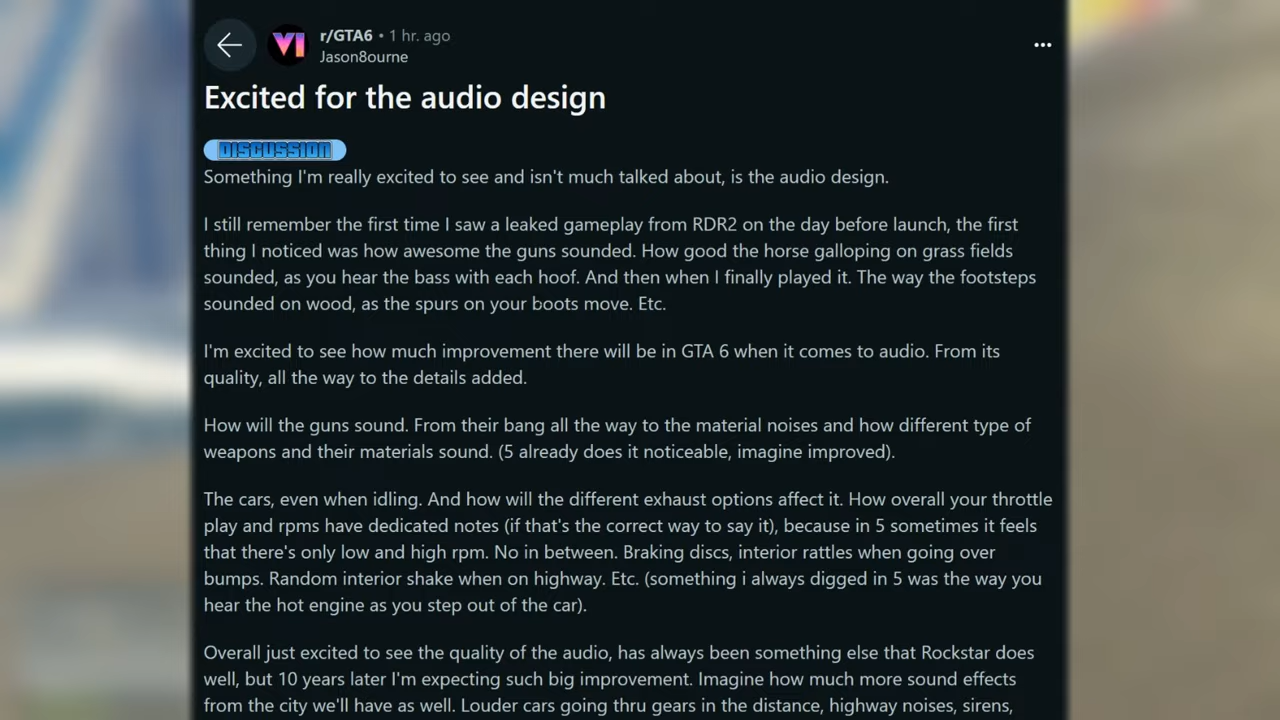 r/GTA6 • 1 hr. ago
Jason8ourne
Excited for the audio design
DISCUSSION
Something I'm really excited to see and isn't much talked about, is the audio design.
I still remember the first time I saw a leaked gameplay from RDR2 on the day before launch, the first
thing I noticed was how awesome the guns sounded. How good the horse galloping on grass fields
sounded, as you hear the bass with each hoof. And then when I finally played it. The way the footsteps
sounded on wood, as the spurs on your boots move. Etc.
I'm excited to see how much improvement there will be in GTA 6 when it comes to audio. From its
quality, all the way to the details added.
How will the guns sound. From their bang all the way to the material noises and how different type of
weapons and their materials sound. (5 already does it noticeable, imagine improved).
The cars, even when idling. And how will the different exhaust options affect it. How overall your throttle
play and rpms have dedicated notes (if that's the correct way to say it), because in 5 sometimes it feels
that there's only low and high rpm. No in between. Braking discs, interior rattles when going over
bumps. Random interior shake when on highway. Etc. (something i always digged in 5 was the way you
hear the hot engine as you step out of the car).
Overall just excited to see the quality of the audio, has always been something else that Rockstar does
well, but 10 years later I'm expecting such big improvement. Imagine how much more sound effects
from the city we'll have as well. Louder cars going thru gears in the distance, highway noises, sirens,